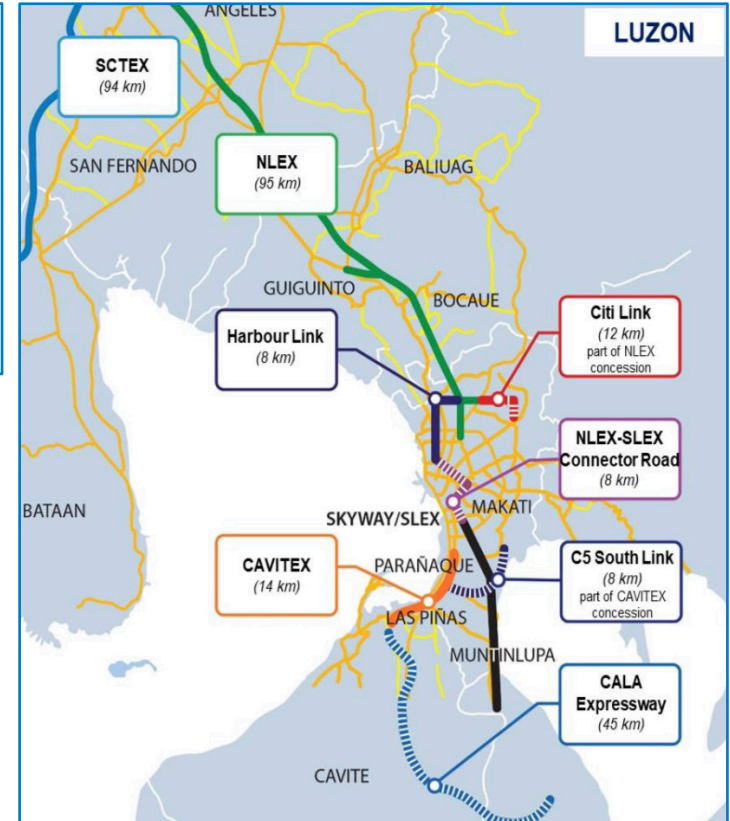 ANGELES
LUZON
SCTEX
(94 km)
SAN FERNANDO
NLEX
(95 km)
BALIUAG
GUIGUINTO
BOCAUE
Harbour Link
(8 km)
Citi Link
(12 km)
part of NLEX
concession
NLEX-SLEX
Connector Road
(8 km)
BATAAN
MAKATI
SKYWAY/SLEX
CAVITEX
(14 km)
PARAÑAQUE
C5 South Link
(8 km)
part of CAVITEX
concession
LAS PIÑAS
MUNTINLUPA
CALA
Expressway
(45 km)
CAVITE